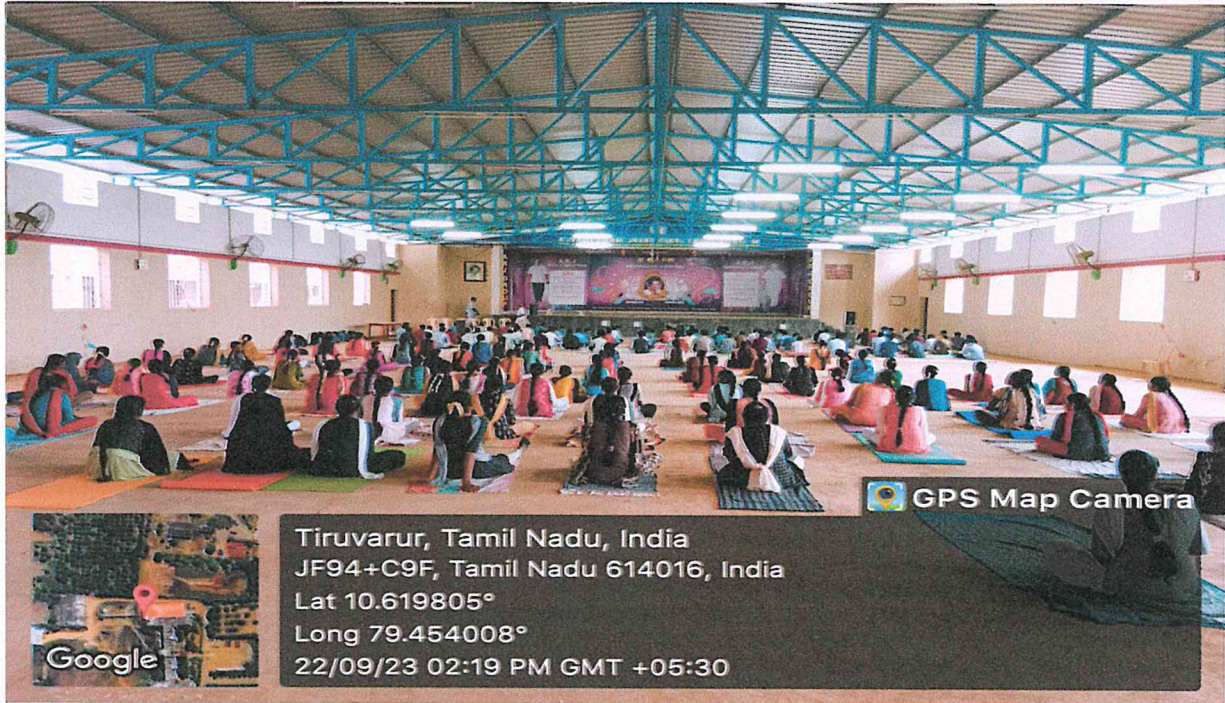 GPS Map Camera
Tiruvarur, Tamil Nadu, India
JF94+C9F, Tamil Nadu 614016, India
Lat 10.619805°
Long 79.454008°
22/09/23 02:19 PM GMT +05:30
Google